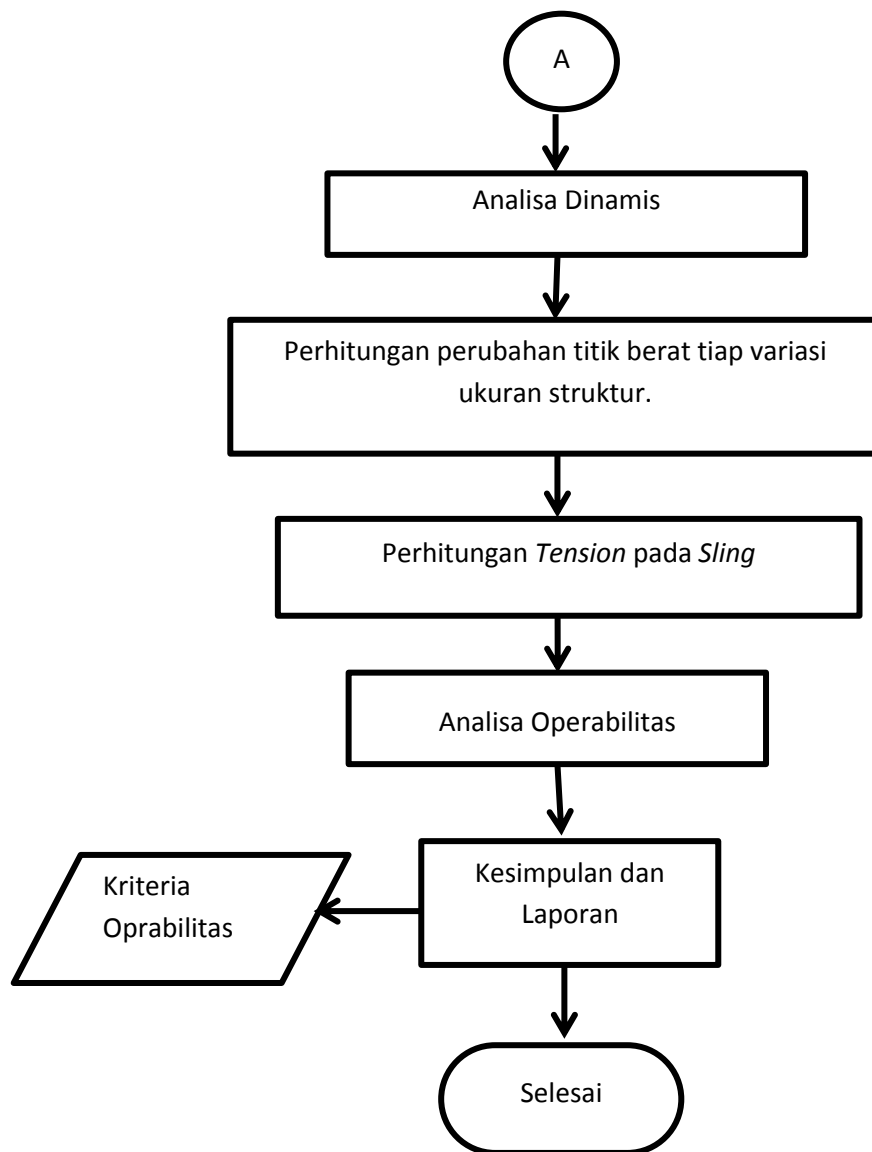 A
Analisa Dinamis
Perhitungan perubahan titik berat tiap variasi
ukuran struktur.
Perhitungan Tension pada Sling
Analisa Operabilitas
Kesimpulan dan
Laporan
Kriteria
Oprabilitas
Selesai